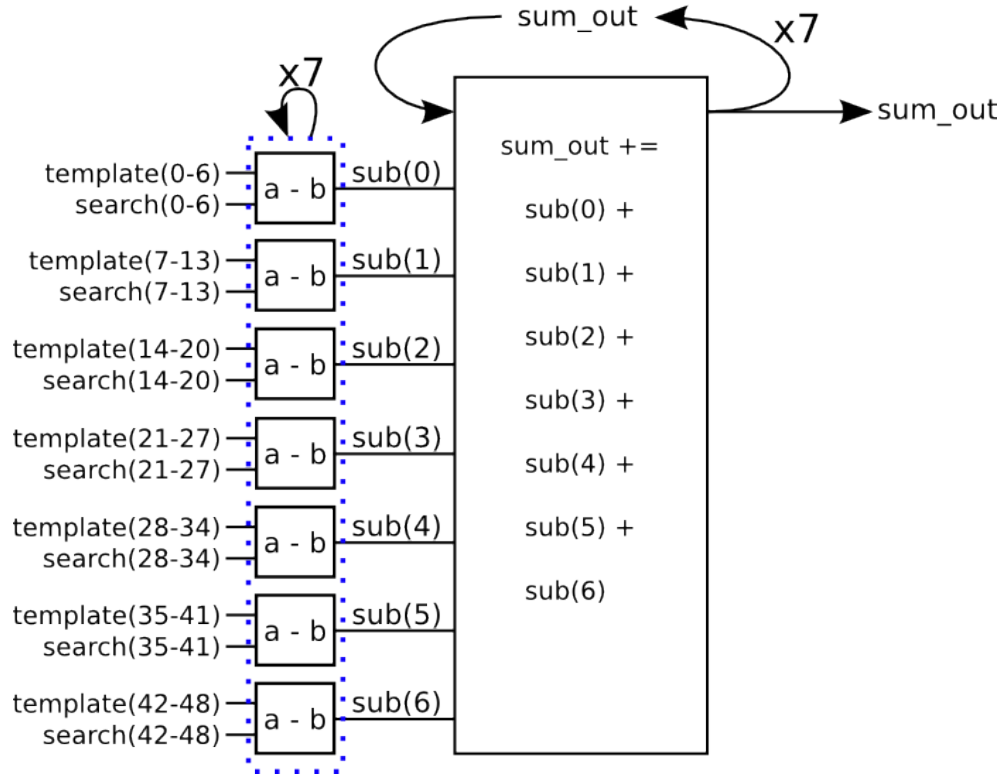 sum_out
x7
x7
sum_out
sum_out +=
template(0-6)
search(0-6)
a - b
sub(0)
sub(0) +
template(7-13)
search(7-13)
a - b
sub(1)
sub(1) +
template(14-20)
search(14-20)
a - b
sub(2)
sub(2) +
template(21-27)
search(21-27)
a - b
sub(3)
sub(3) +
template(28-34)
search(28-34)
a - b
sub(4)
sub(4) +
template(35-41)
search(35-41)
a - b
sub(5)
sub(5) +
template(42-48)
search(42-48)
a - b
sub(6)
sub(6)